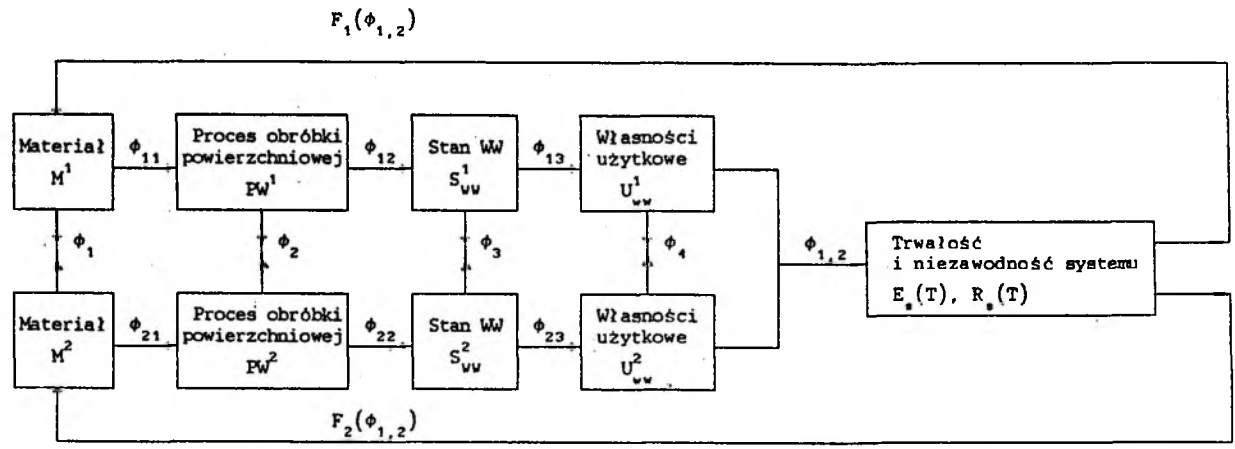 F₁(ϕ₁,₂)
Materiał
M¹
ϕ₁₁
Proces obróbki
powierzchniowej
PW¹
ϕ₁₂
Stan WW
S¹ww
ϕ₁₃
Własności
użytkowe
U¹ww
ϕ₁
ϕ₂
ϕ₃
ϕ₄
ϕ₁,₂
Trwałość
i niezawodność systemu
Eₛ(T), Rₛ(T)
Materiał
M²
ϕ₂₁
Proces obróbki
powierzchniowej
PW²
ϕ₂₂
Stan WW
S²ww
ϕ₂₃
Własności
użytkowe
U²ww
F₂(ϕ₁,₂)